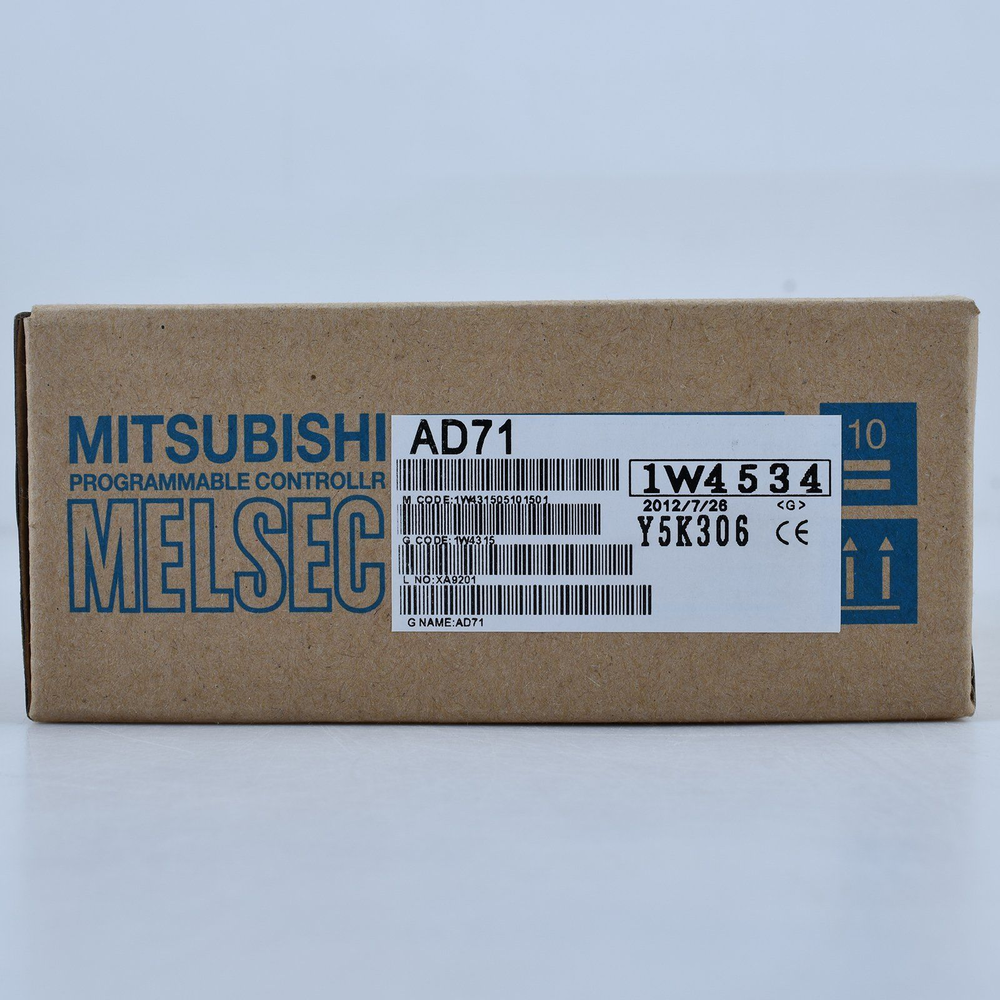 MITSUBISHI
PROGRAMMABLE CONTROLLR
MELSEC
AD71
M CODE:1W431505101501
G CODE:1W4315
L NO:XA9201
G NAME:AD71
1W4534
2012/7/26 <G>
Y5K306 CE
10